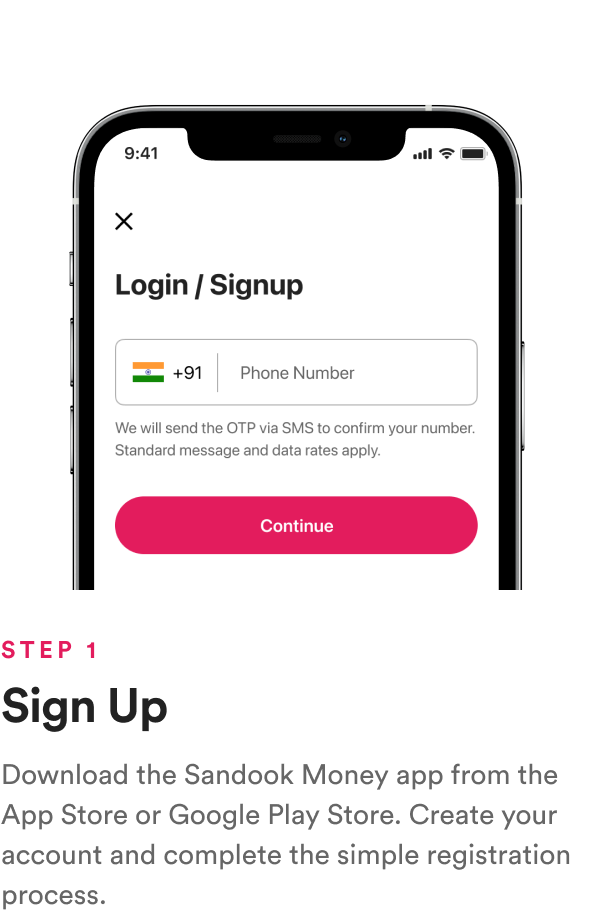 9:41
Login / Signup
+91 Phone Number
We will send the OTP via SMS to confirm your number.
Standard message and data rates apply.
Continue
STEP 1
Sign Up
Download the Sandook Money app from the
App Store or Google Play Store. Create your
account and complete the simple registration
process.